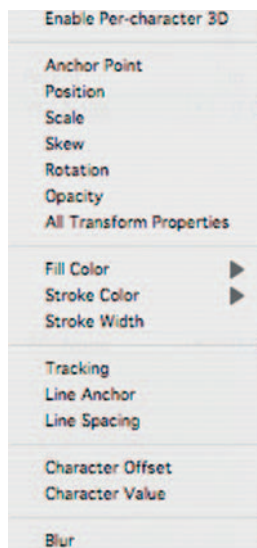 Enable Per-character 3D
Anchor Point
Position
Scale
Skew
Rotation
Opacity
All Transform Properties
Fill Color
Stroke Color
Stroke Width
Tracking
Line Anchor
Line Spacing
Character Offset
Character Value
Blur